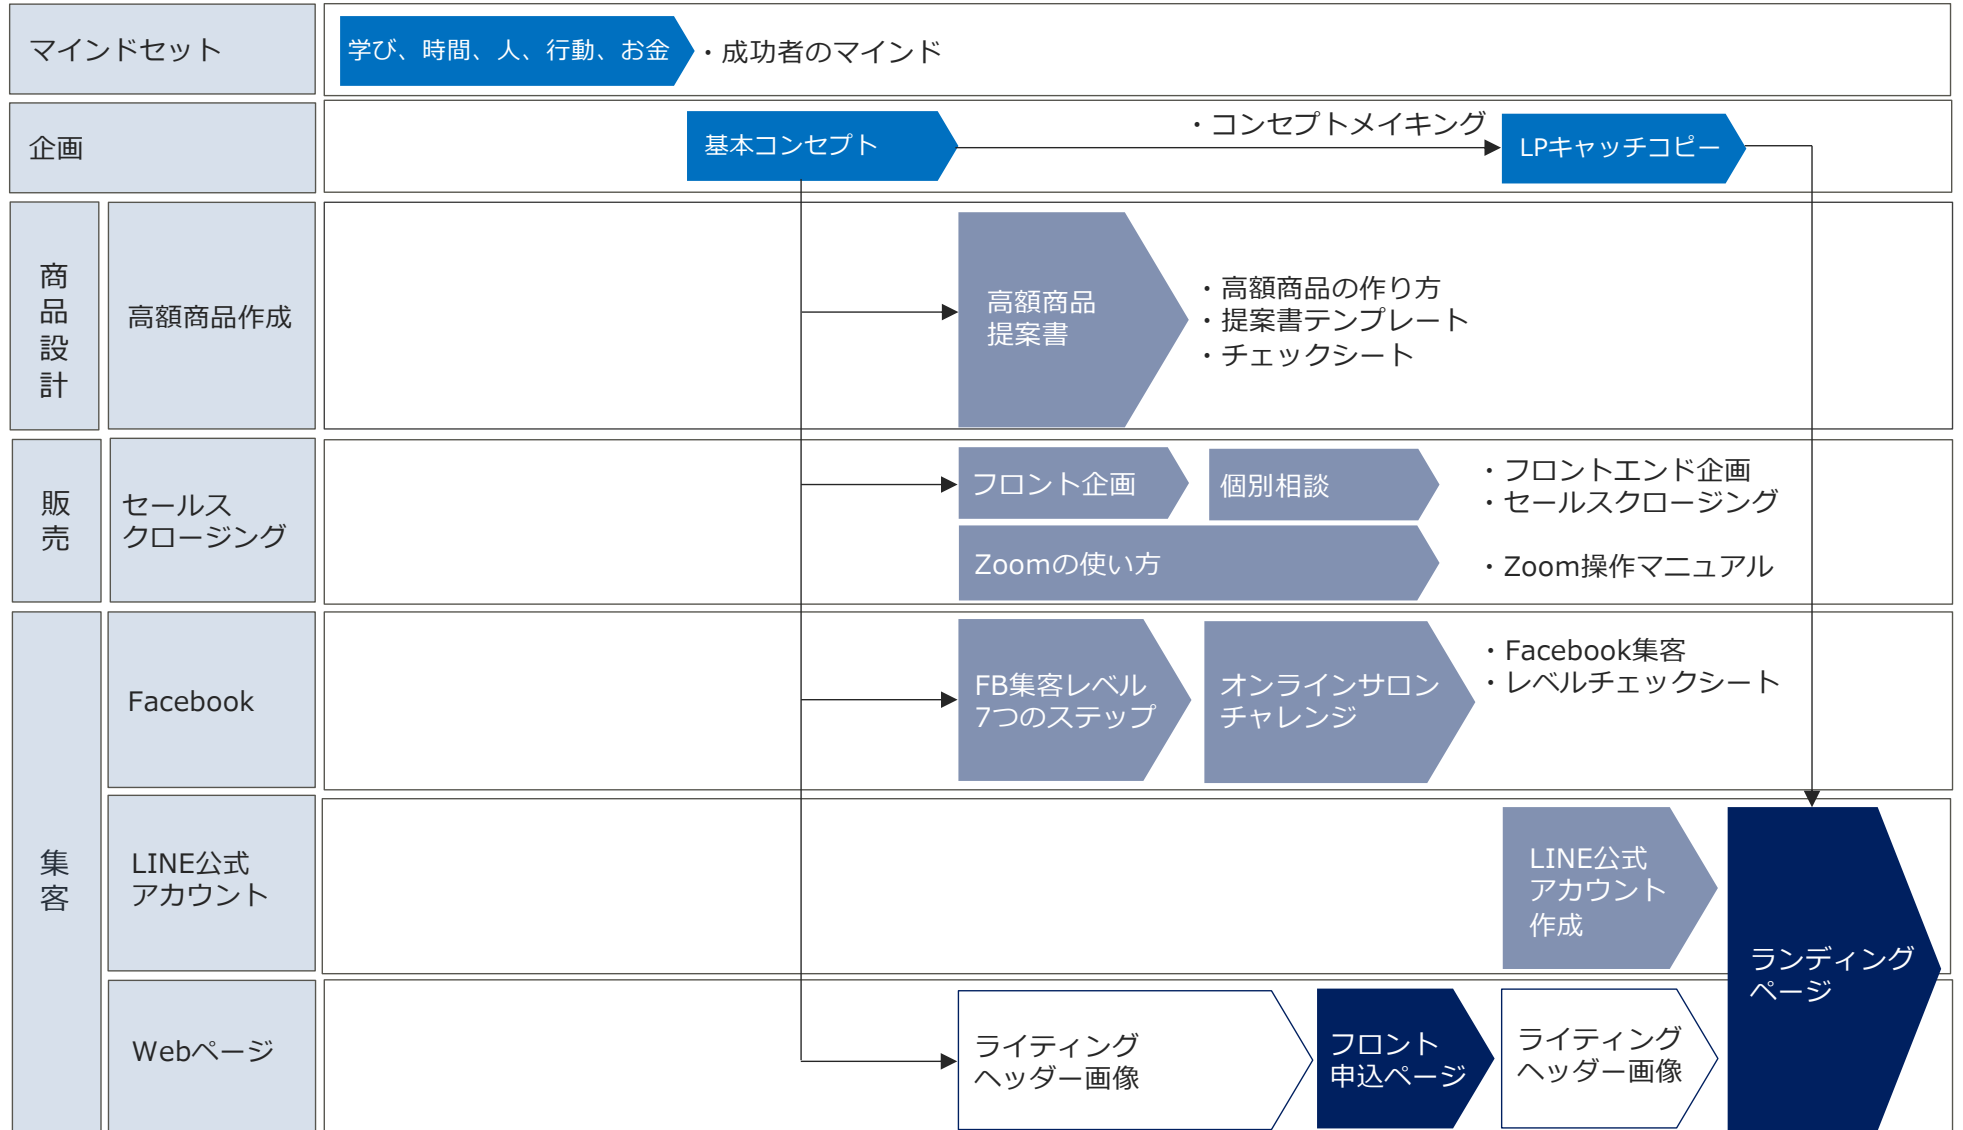 マインドセット
学び、時間、人、行動、お金
・成功者のマインド
企画
基本コンセプト
・コンセプトメイキング
LPキャッチコピー
商品設計
高額商品作成
高額商品
提案書
・高額商品の作り方
・提案書テンプレート
・チェックシート
販売
セールス
クロージング
フロント企画
個別相談
・フロントエンド企画
・セールスクロージング
Zoomの使い方
・Zoom操作マニュアル
集客
Facebook
FB集客レベル
7つのステップ
オンラインサロン
チャレンジ
・Facebook集客
・レベルチェックシート
LINE公式
アカウント
LINE公式
アカウント
作成
ランディング
ページ
Webページ
ライティング
ヘッダー画像
フロント
申込ページ
ライティング
ヘッダー画像